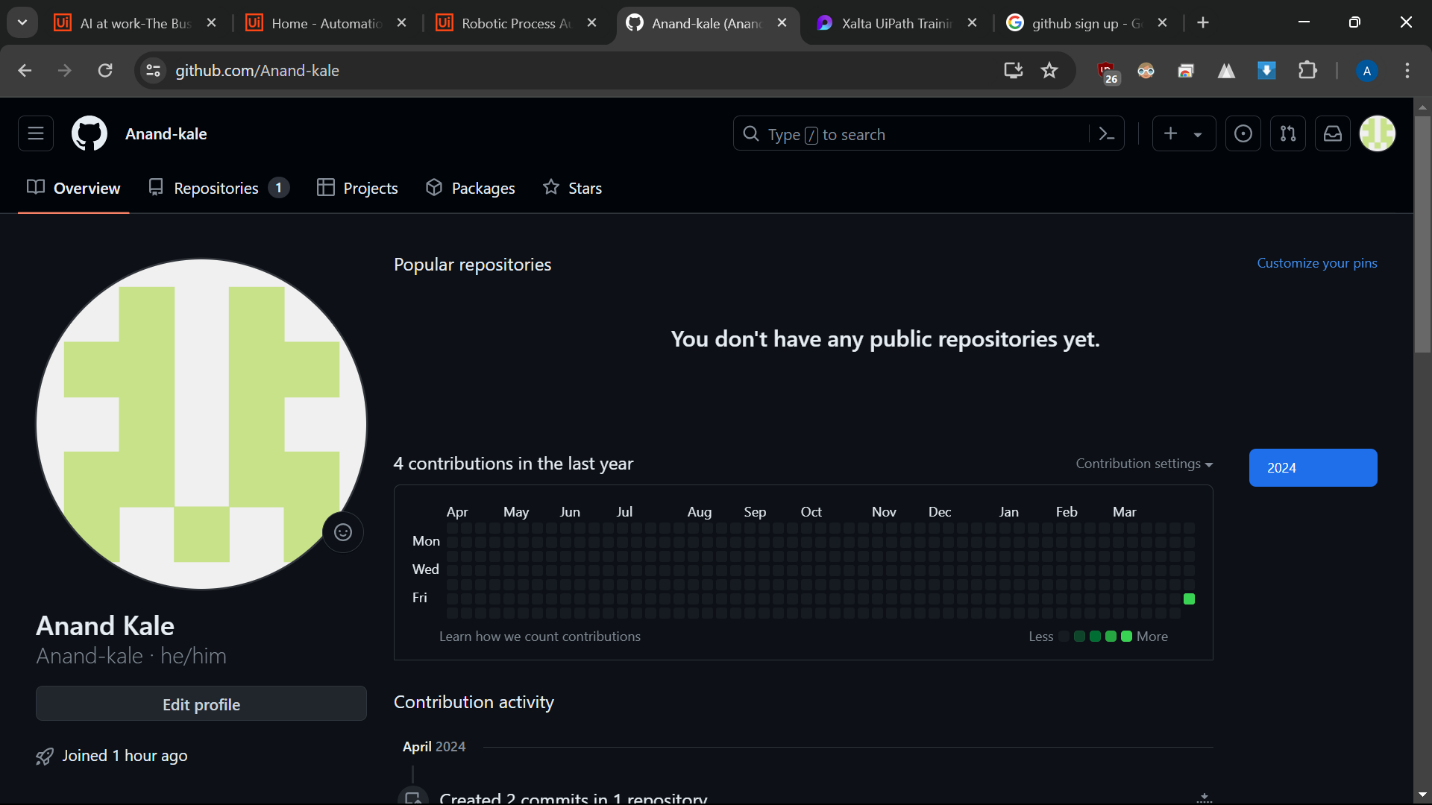 AI at work-The Bus
Home - Automatio
Robotic Process Au
Anand-kale (Anand
Xalta UiPath Trainin
github sign up - Go
github.com/Anand-kale
26
A
Anand-kale
Type / to search
Overview
Repositories 1
Projects
Packages
Stars
Popular repositories
Customize your pins
You don't have any public repositories yet.
4 contributions in the last year
Contribution settings
2024
Apr May Jun Jul Aug Sep Oct Nov Dec Jan Feb Mar
Mon
Wed
Fri
Learn how we count contributions
Less More
Anand Kale
Anand-kale · he/him
Edit profile
Joined 1 hour ago
Contribution activity
April 2024
Created 2 commits in 1 repository